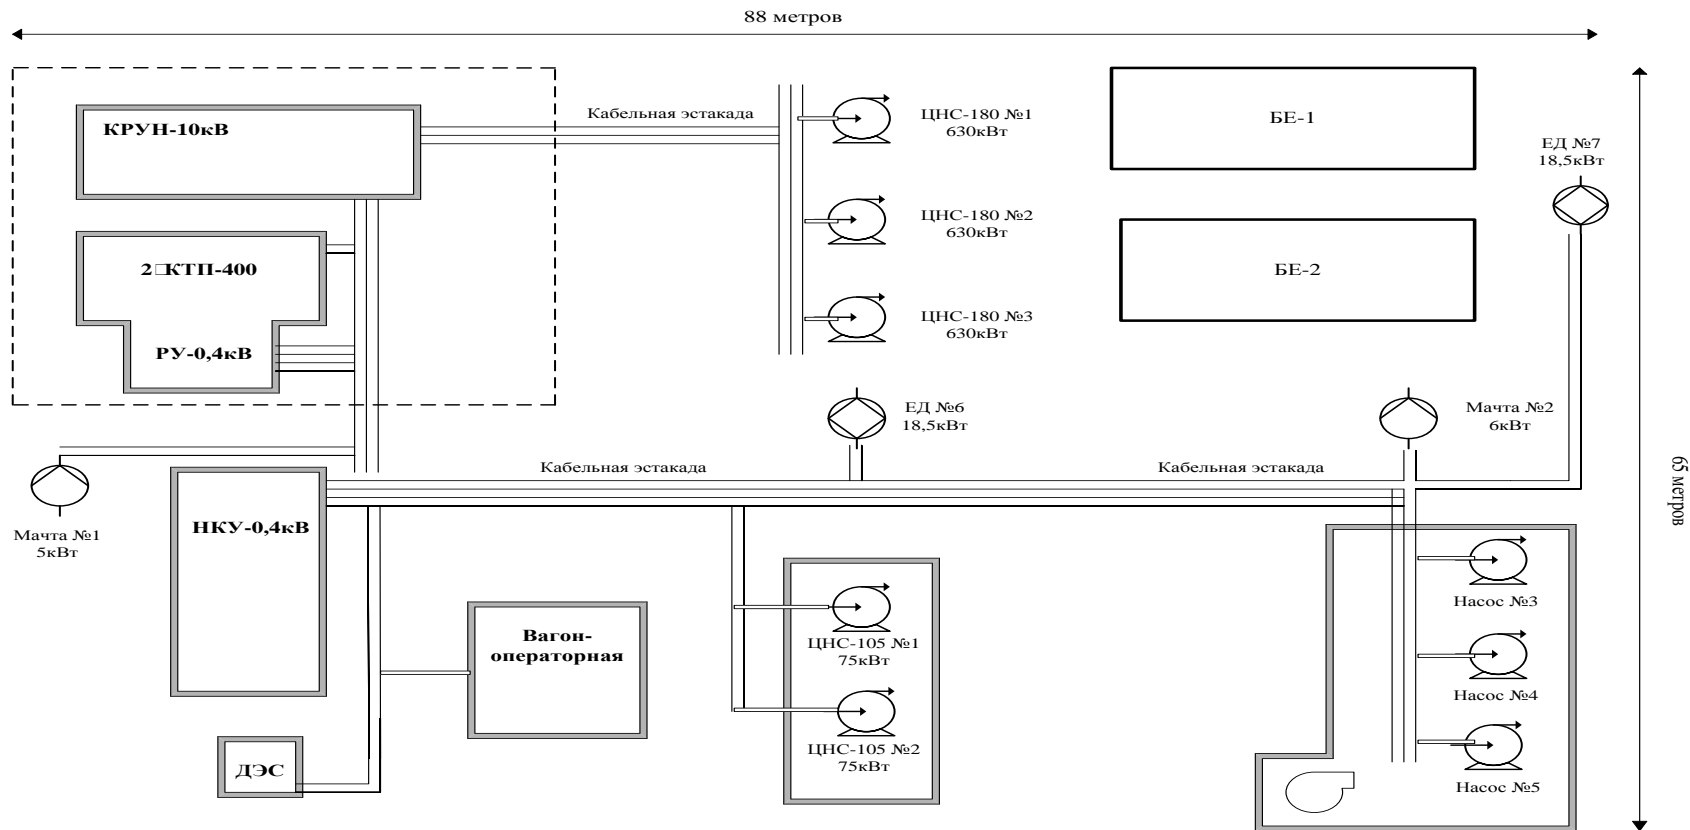 88 метров
КРУН-10кВ
Кабельная эстакада
ЦНС-180 №1
630кВт
БЕ-1
ЕД №7
18,5кВт
ЦНС-180 №2
630кВт
2□КТП-400
БЕ-2
ЦНС-180 №3
630кВт
РУ-0,4кВ
ЕД №6
18,5кВт
Мачта №2
6кВт
Кабельная эстакада
Кабельная эстакада
65 метров
Мачта №1
5кВт
НКУ-0,4кВ
Насос №3
Вагон-
операторная
ЦНС-105 №1
75кВт
Насос №4
ЦНС-105 №2
75кВт
ДЭС
Насос №5